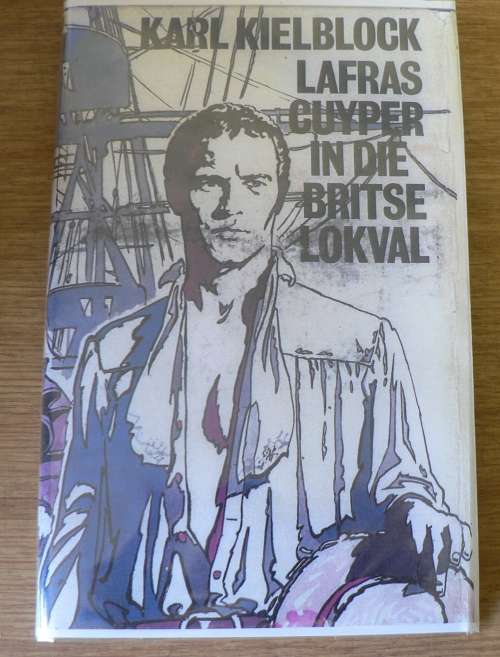 KARL KIELBLOCK
LAFRAS
CUYPER
IN DIE
BRITSE
LOKVAL